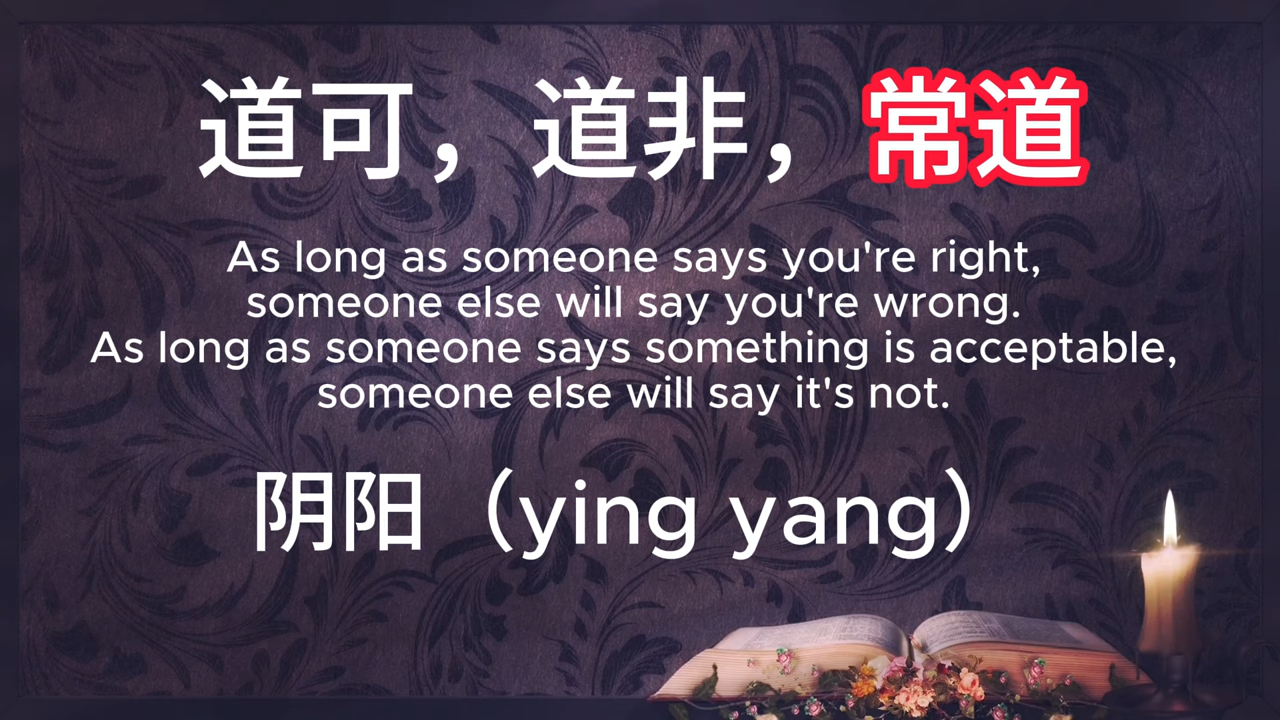 道可，道非，常道
As long as someone says you're right,
someone else will say you're wrong.
As long as someone says something is acceptable,
someone else will say it's not.
阴阳（ying yang）